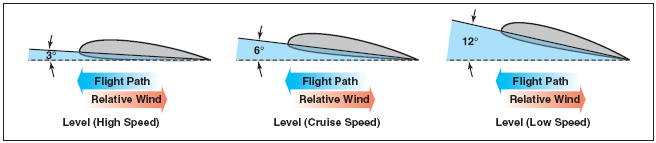 3°
Flight Path
Relative Wind
Level (High Speed)
6°
Flight Path
Relative Wind
Level (Cruise Speed)
12°
Flight Path
Relative Wind
Level (Low Speed)